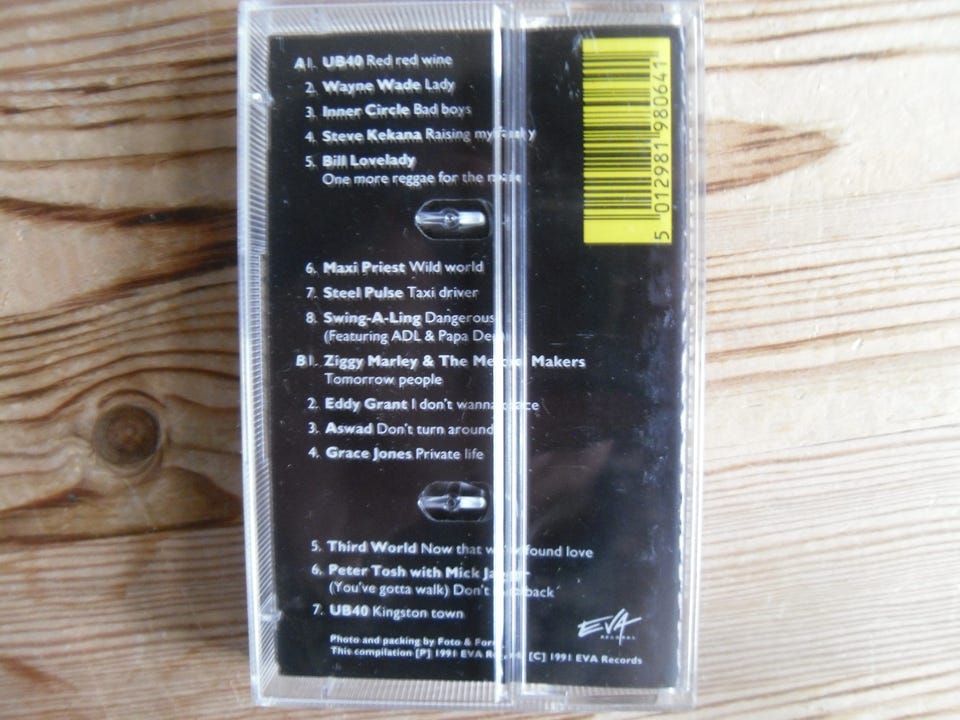 A1. UB40 Red red wine
2. Wayne Wade Lady
3. Inner Circle Bad boys
4. Steve Kekana Raising my
5. Bill Lovelady
One more reggae for the
6. Maxi Priest Wild world
7. Steel Pulse Taxi driver
8. Swing-A-Ling Dangerous
(Featuring ADL & Papa
B1. Ziggy Marley & The Makers
Tomorrow people
2. Eddy Grant I don't wanna
3. Aswad Don't turn around
4. Grace Jones Private life
5. Third World Now that found love
6. Peter Tosh with Mick
(You've gotta walk) Don't back
7. UB40 Kingston town
Photo and packing by Foto &
This compilation [P] 1991 EVA [C] 1991 EVA Records
EVA
RECORDS
5 012981 980641